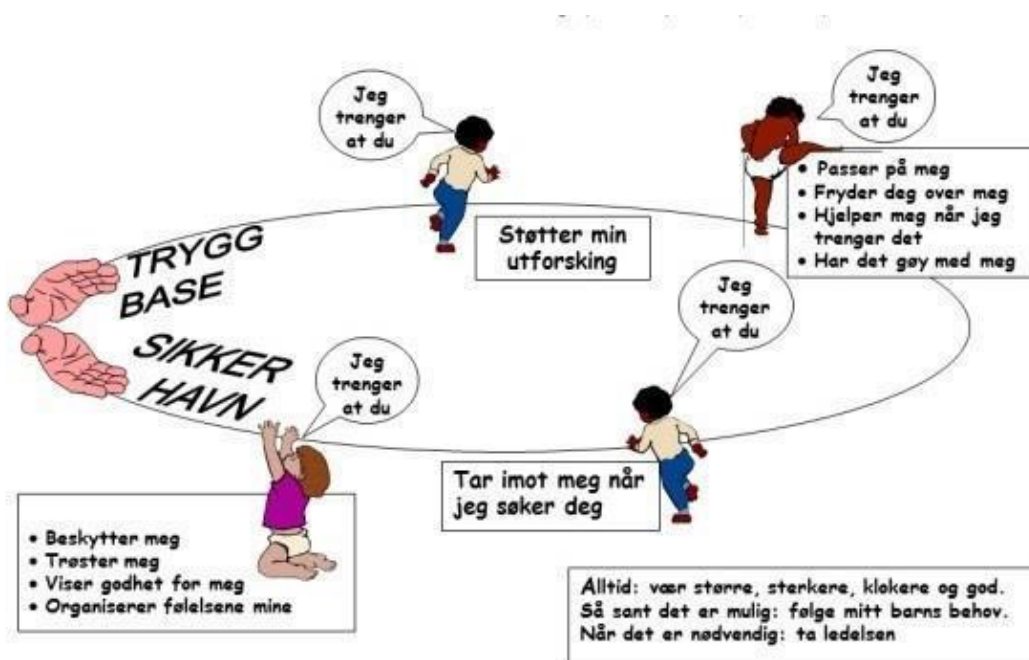 Jeg
trenger
at du
Jeg
trenger
at du
• Passer på meg
• Fryder deg over meg
• Hjelper meg når jeg
trenger det
• Har det gøy med meg
Støtter min
utforsking
TRYGG
BASE
Jeg
trenger
at du
SIKKER
HAVN
Jeg
trenger
at du
Tar imot meg når
jeg søker deg
• Beskytter meg
• Trøster meg
• Viser godhet for meg
• Organiserer følelsene mine
Alltid: vær større, sterkere, klokere og god.
Så sant det er mulig: følge mitt barns behov.
Når det er nødvendig: ta ledelsen